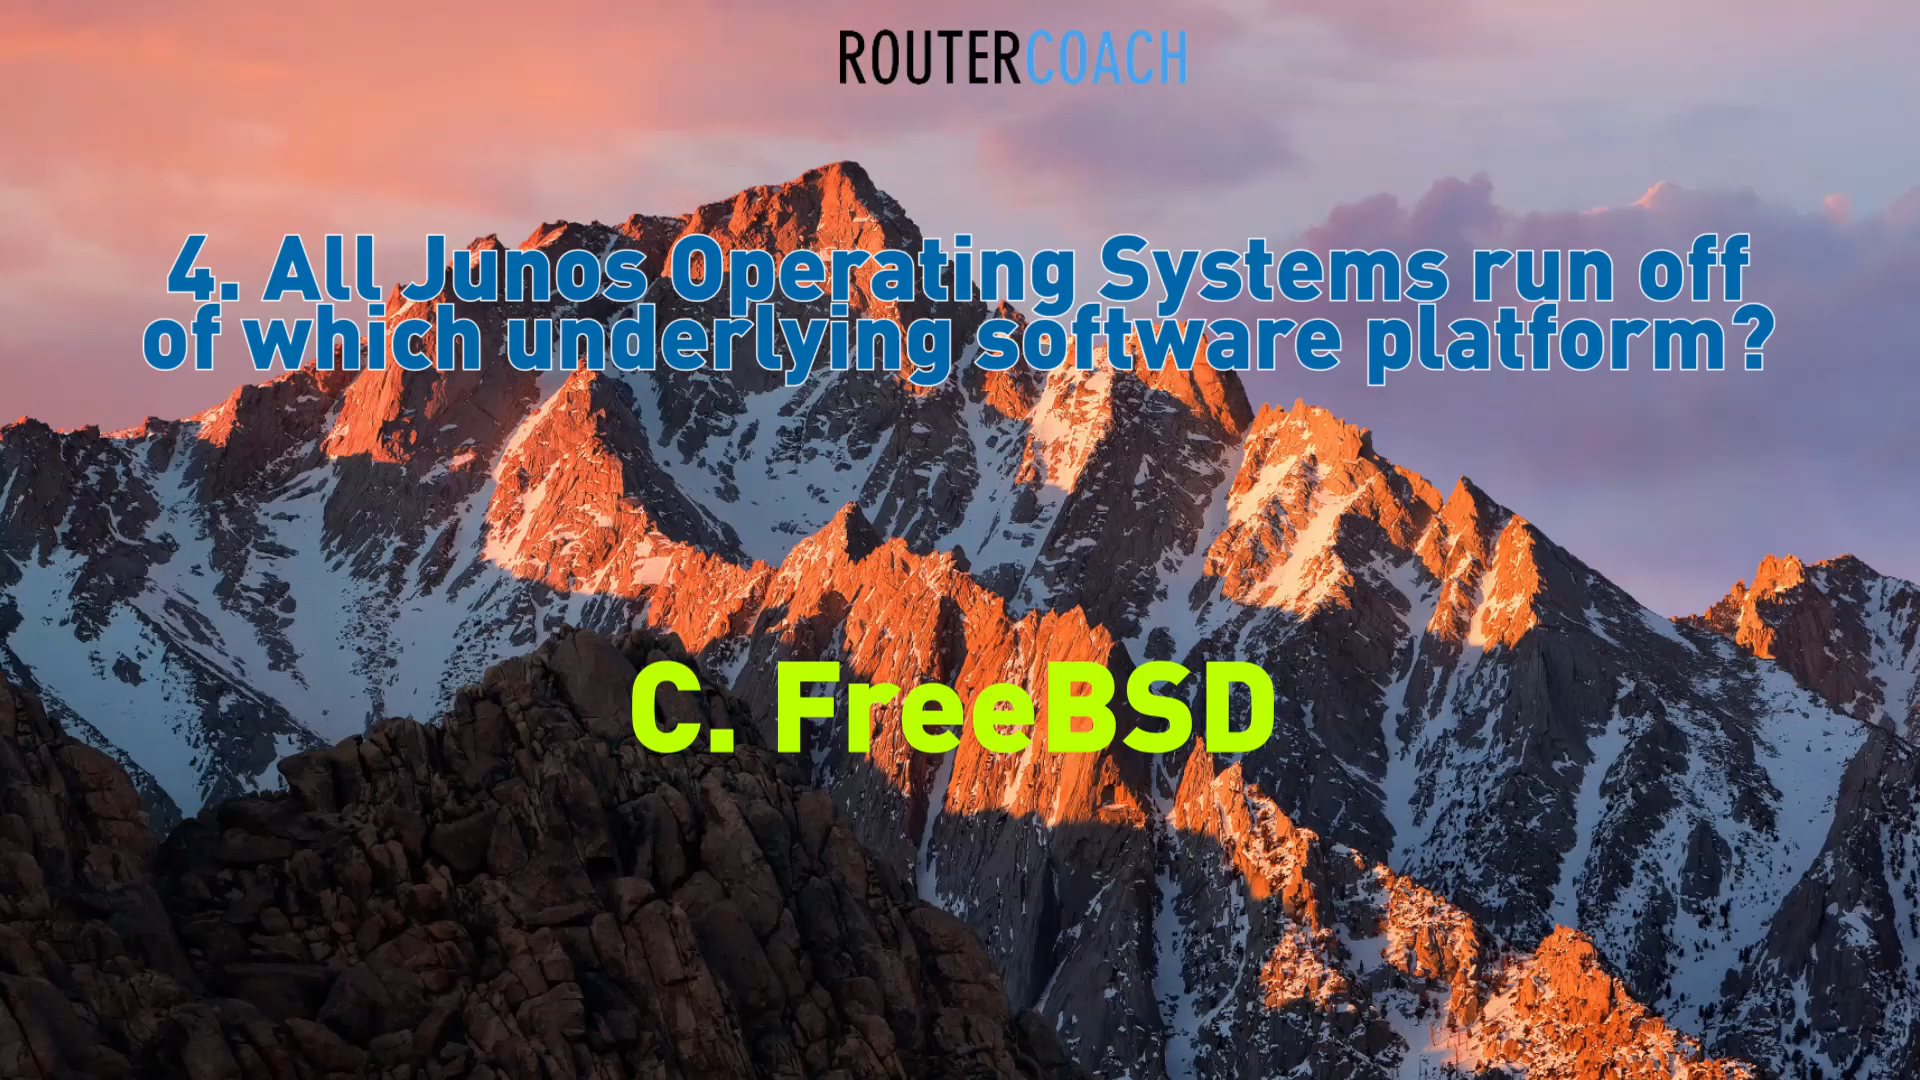 ROUTERCOACH
4. All Junos Operating Systems run off
of which underlying software platform?
C. FreeBSD